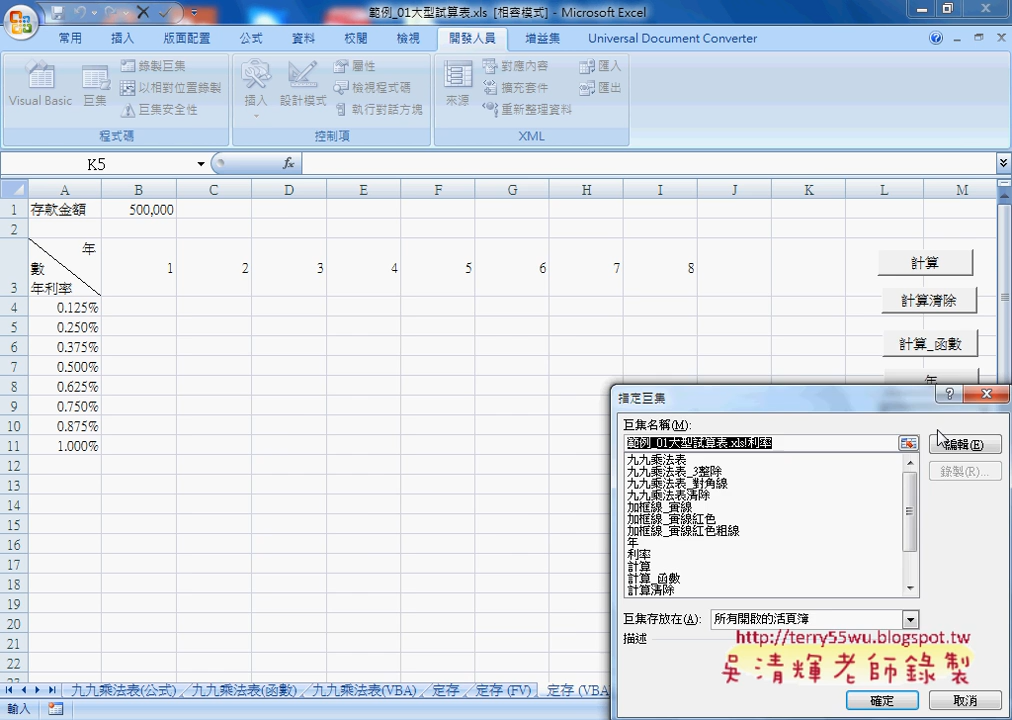 範例_01大型試算表.xls [相容模式] - Microsoft Excel
常用 插入 版面配置 公式 資料 校閱 檢視 開發人員 增益集 Universal Document Converter
Visual Basic 巨集 錄製巨集 以相對位置錄製 巨集安全性 程式碼
插入 設計模式 屬性 檢視程式碼 執行對話方塊 控制項
來源 對應內容 擴充套件 重新整理資料 匯入 匯出 XML
K5 fx
A B C D E F G H I J K L M
1 存款金額 500,000
2
年
數
3 年利率 1 2 3 4 5 6 7 8
4 0.125%
5 0.250%
6 0.375%
7 0.500%
8 0.625%
9 0.750%
10 0.875%
11 1.000%
12
13
14
15
16
17
18
19
20
21
22
計算
計算清除
計算_函數
年
指定巨集
巨集名稱(M):
範例_01大型試算表.xls!利率
編輯(E)
錄製(R)...
九九乘法表
九九乘法表_3整除
九九乘法表_對角線
九九乘法表清除
加框線_實線
加框線_實線紅色
加框線_實線紅色粗線
年
利率
計算
計算_函數
計算清除
巨集存放在(A): 所有開啟的活頁簿
描述
http://terry55wu.blogspot.tw
吳清輝老師錄製
確定 取消
九九乘法表(公式) 九九乘法表(函數) 九九乘法表(VBA) 定存 定存 (FV) 定存 (VBA
輸入